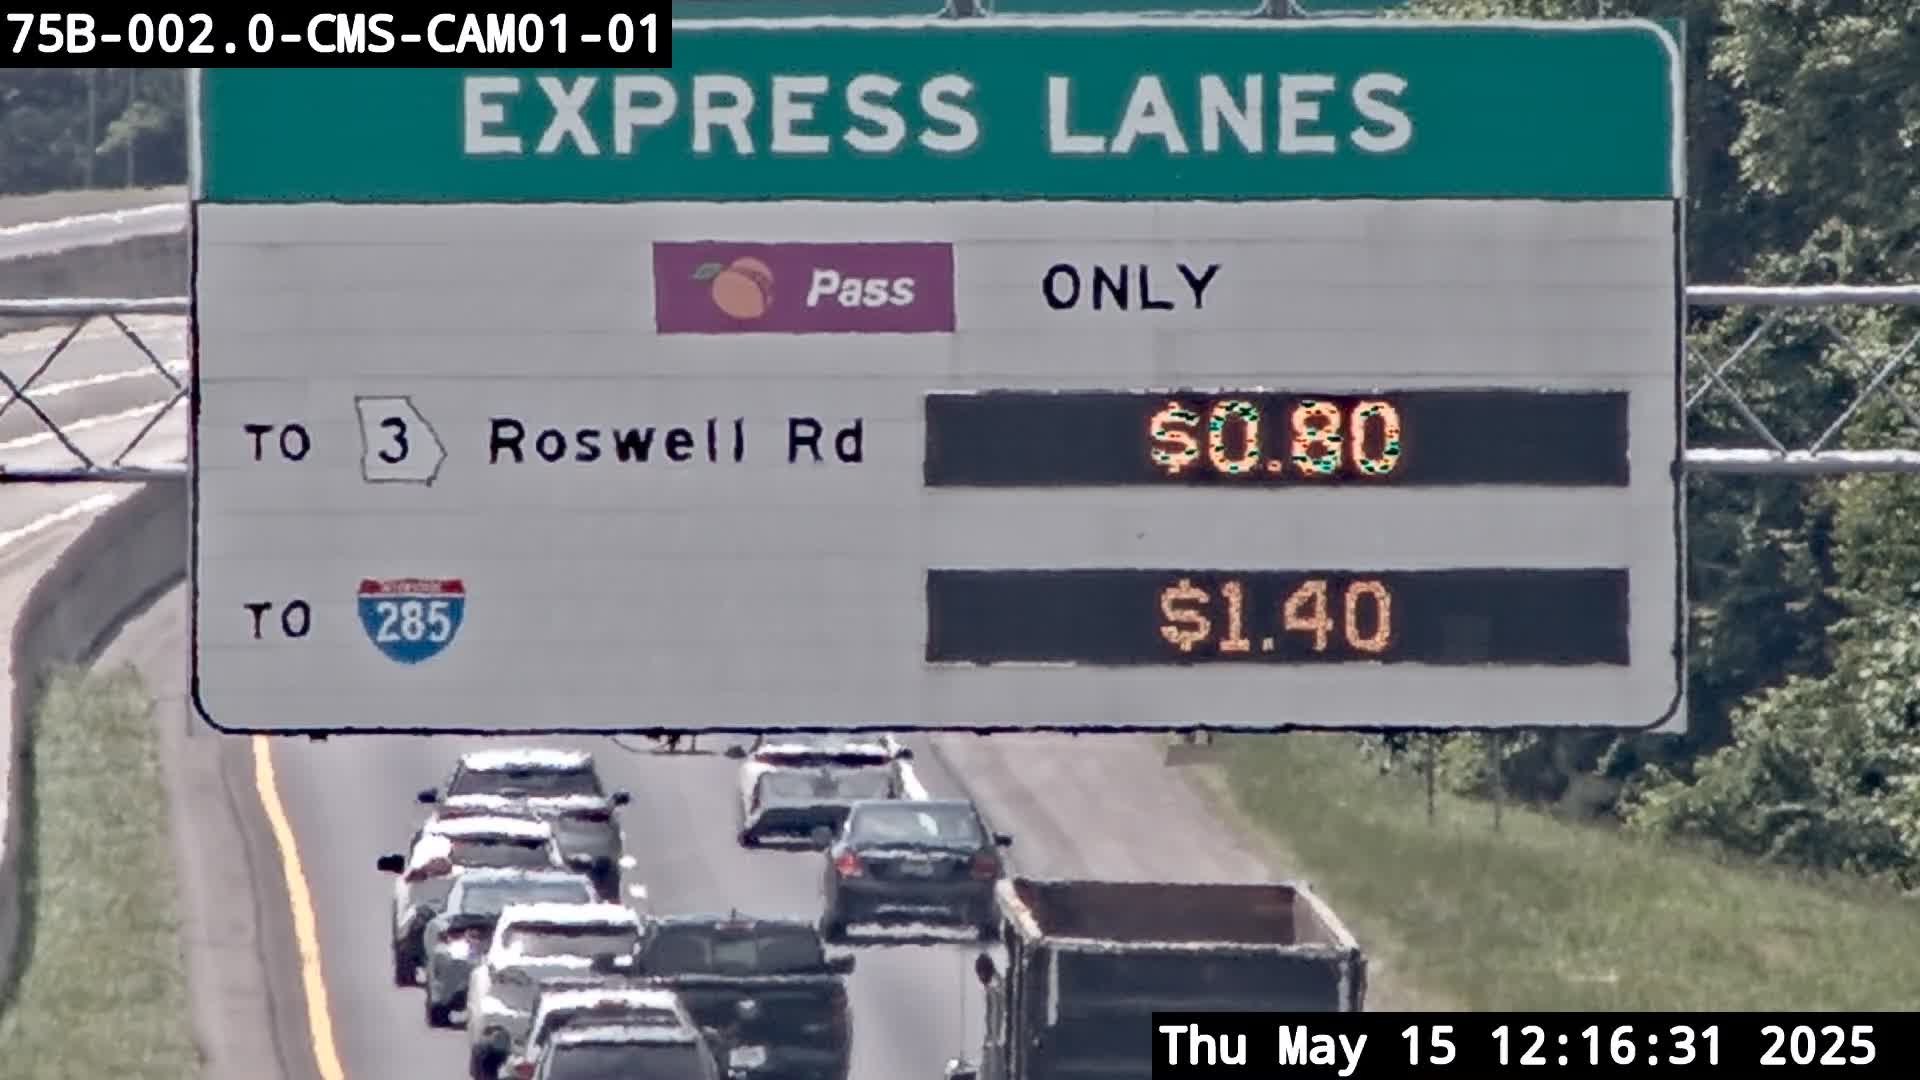 75B-002.0-CMS-CAM01-01
EXPRESS LANES
Pass ONLY
TO 3 Roswell Rd $0.80
INTERSTATE
TO 285 $1.40
Thu May 15 12:16:31 2025